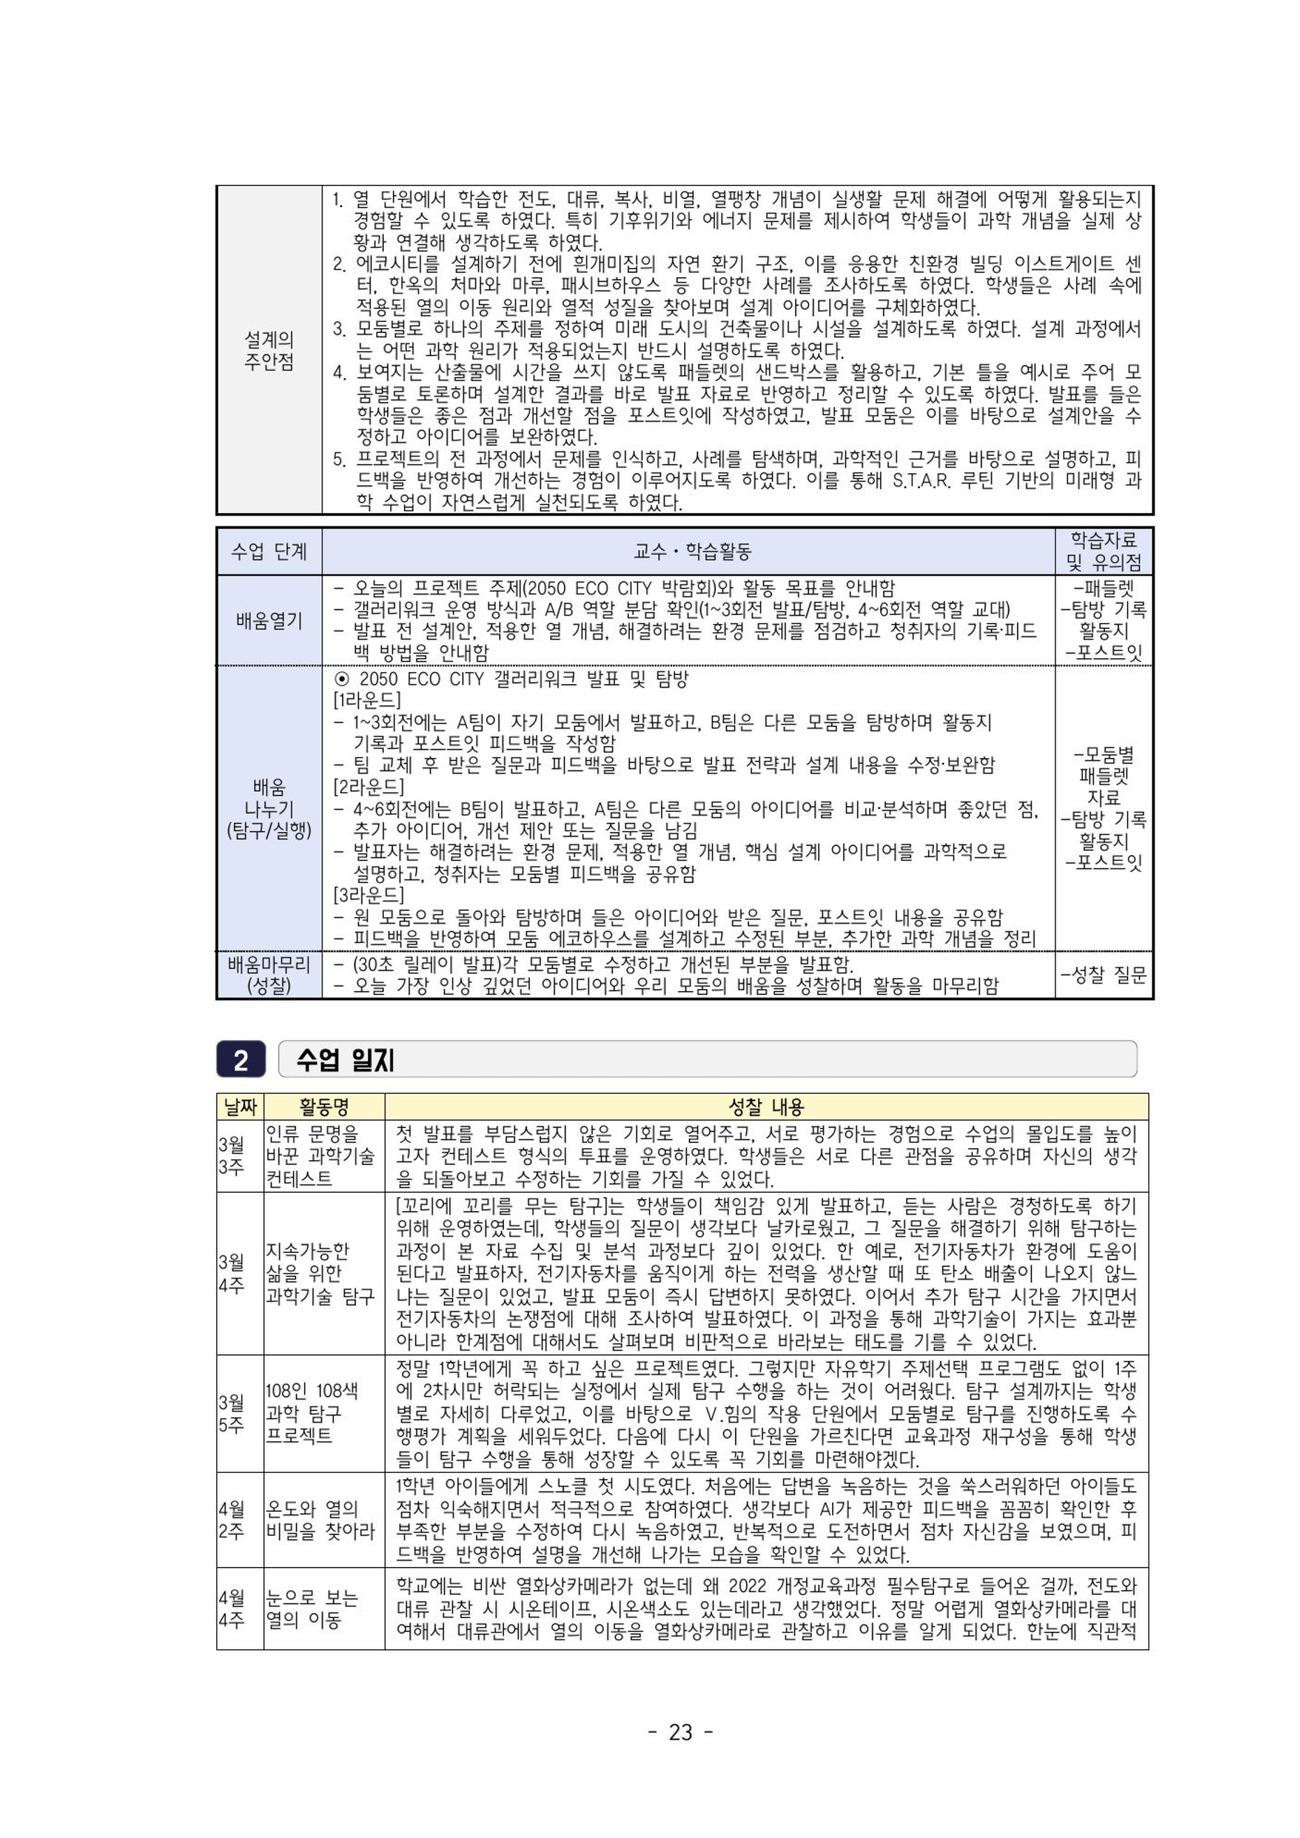 1. 열 단원에서 학습한 전도, 대류, 복사, 비열, 열팽창 개념이 실생활 문제 해결에 어떻게 활용되는지
경험할 수 있도록 하였다. 특히 기후위기와 에너지 문제를 제시하여 학생들이 과학 개념을 실제 상
황과 연결해 생각하도록 하였다.
2. 에코시티를 설계하기 전에 흰개미집의 자연 환기 구조, 이를 응용한 친환경 빌딩 이스트게이트 센
터, 한옥의 처마와 마루, 패시브하우스 등 다양한 사례를 조사하도록 하였다. 학생들은 사례 속에
적용된 열의 이동 원리와 열적 성질을 찾아보며 설계 아이디어를 구체화하였다.
설계의
주안점
3. 모둠별로 하나의 주제를 정하여 미래 도시의 건축물이나 시설을 설계하도록 하였다. 설계 과정에서
는 어떤 과학 원리가 적용되었는지 반드시 설명하도록 하였다.
4. 보여지는 산출물에 시간을 쓰지 않도록 패들렛의 샌드박스를 활용하고, 기본 틀을 예시로 주어 모
둠별로 토론하며 설계한 결과를 바로 발표 자료로 반영하고 정리할 수 있도록 하였다. 발표를 들은
학생들은 좋은 점과 개선할 점을 포스트잇에 작성하였고, 발표 모둠은 이를 바탕으로 설계안을 수
정하고 아이디어를 보완하였다.
5. 프로젝트의 전 과정에서 문제를 인식하고, 사례를 탐색하며, 과학적인 근거를 바탕으로 설명하고, 피
드백을 반영하여 개선하는 경험이 이루어지도록 하였다. 이를 통해 S.T.A.R. 루틴 기반의 미래형 과
학 수업이 자연스럽게 실천되도록 하였다.
수업 단계
교수·학습활동
학습자료
및 유의점
배움열기
- 오늘의 프로젝트 주제(2050 ECO CITY 박람회)와 활동 목표를 안내함
- 갤러리워크 운영 방식과 A/B 역할 분담 확인(1~3회전 발표/탐방, 4~6회전 역할 교대)
- 발표 전 설계안, 적용한 열 개념, 해결하려는 환경 문제를 점검하고 청취자의 기록·피드
백 방법을 안내함
-패들렛
-탐방 기록
활동지
-포스트잇
배움
나누기
(탐구/실행)
⊙ 2050 ECO CITY 갤러리워크 발표 및 탐방
[1라운드]
- 1~3회전에는 A팀이 자기 모둠에서 발표하고, B팀은 다른 모둠을 탐방하며 활동지
기록과 포스트잇 피드백을 작성함
- 팀 교체 후 받은 질문과 피드백을 바탕으로 발표 전략과 설계 내용을 수정·보완함
[2라운드]
- 4~6회전에는 B팀이 발표하고, A팀은 다른 모둠의 아이디어를 비교·분석하며 좋았던 점,
추가 아이디어, 개선 제안 또는 질문을 남김
- 발표자는 해결하려는 환경 문제, 적용한 열 개념, 핵심 설계 아이디어를 과학적으로
설명하고, 청취자는 모둠별 피드백을 공유함
[3라운드]
- 원 모둠으로 돌아와 탐방하며 들은 아이디어와 받은 질문, 포스트잇 내용을 공유함
- 피드백을 반영하여 모둠 에코하우스를 설계하고 수정된 부분, 추가한 과학 개념을 정리
-모둠별
패들렛
자료
-탐방 기록
활동지
-포스트잇
배움마무리
(성찰)
- (30초 릴레이 발표)각 모둠별로 수정하고 개선된 부분을 발표함.
- 오늘 가장 인상 깊었던 아이디어와 우리 모둠의 배움을 성찰하며 활동을 마무리함
-성찰 질문
2 수업 일지
날짜
활동명
성찰 내용
3월
3주
인류 문명을
바꾼 과학기술
컨테스트
첫 발표를 부담스럽지 않은 기회로 열어주고, 서로 평가하는 경험으로 수업의 몰입도를 높이
고자 컨테스트 형식의 투표를 운영하였다. 학생들은 서로 다른 관점을 공유하며 자신의 생각
을 되돌아보고 수정하는 기회를 가질 수 있었다.
3월
4주
지속가능한
삶을 위한
과학기술 탐구
[꼬리에 꼬리를 무는 탐구]는 학생들이 책임감 있게 발표하고, 듣는 사람은 경청하도록 하기
위해 운영하였는데, 학생들의 질문이 생각보다 날카로웠고, 그 질문을 해결하기 위해 탐구하는
과정이 본 자료 수집 및 분석 과정보다 깊이 있었다. 한 예로, 전기자동차가 환경에 도움이
된다고 발표하자, 전기자동차를 움직이게 하는 전력을 생산할 때 또 탄소 배출이 나오지 않느
냐는 질문이 있었고, 발표 모둠이 즉시 답변하지 못하였다. 이어서 추가 탐구 시간을 가지면서
전기자동차의 논쟁점에 대해 조사하여 발표하였다. 이 과정을 통해 과학기술이 가지는 효과뿐
아니라 한계점에 대해서도 살펴보며 비판적으로 바라보는 태도를 기를 수 있었다.
3월
5주
108인 108색
과학 탐구
프로젝트
정말 1학년에게 꼭 하고 싶은 프로젝트였다. 그렇지만 자유학기 주제선택 프로그램도 없이 1주
에 2차시만 허락되는 실정에서 실제 탐구 수행을 하는 것이 어려웠다. 탐구 설계까지는 학생
별로 자세히 다루었고, 이를 바탕으로 Ⅴ.힘의 작용 단원에서 모둠별로 탐구를 진행하도록 수
행평가 계획을 세워두었다. 다음에 다시 이 단원을 가르친다면 교육과정 재구성을 통해 학생
들이 탐구 수행을 통해 성장할 수 있도록 꼭 기회를 마련해야겠다.
4월
2주
온도와 열의
비밀을 찾아라
1학년 아이들에게 스노클 첫 시도였다. 처음에는 답변을 녹음하는 것을 쑥스러워하던 아이들도
점차 익숙해지면서 적극적으로 참여하였다. 생각보다 AI가 제공한 피드백을 꼼꼼히 확인한 후
부족한 부분을 수정하여 다시 녹음하였고, 반복적으로 도전하면서 점차 자신감을 보였으며, 피
드백을 반영하여 설명을 개선해 나가는 모습을 확인할 수 있었다.
4월
4주
눈으로 보는
열의 이동
학교에는 비싼 열화상카메라가 없는데 왜 2022 개정교육과정 필수탐구로 들어온 걸까, 전도와
대류 관찰 시 시온테이프, 시온색소도 있는데라고 생각했었다. 정말 어렵게 열화상카메라를 대
여해서 대류관에서 열의 이동을 열화상카메라로 관찰하고 이유를 알게 되었다. 한눈에 직관적
- 23 -